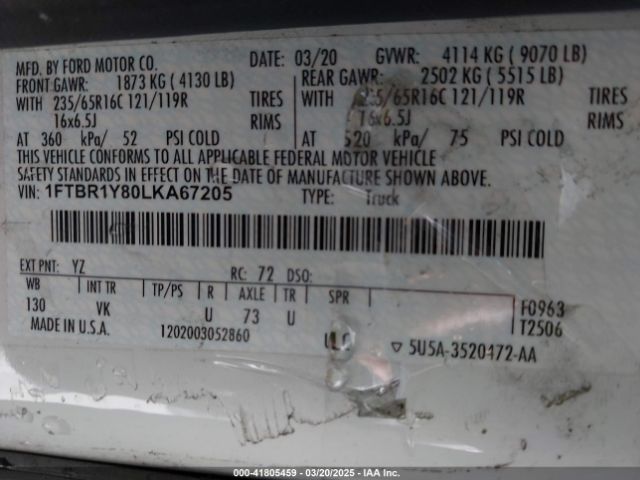 MFD. BY FORD MOTOR CO. DATE: 03/20 GVWR: 4114 KG ( 9070 LB)
FRONT GAWR: 1873 KG ( 4130 LB) REAR GAWR: 2502 KG ( 5515 LB)
WITH 235/65R16C 121/119R TIRES WITH 235/65R16C 121/119R TIRES
16x6.5J RIMS 16x6.5J RIMS
AT 360 kPa/ 52 PSI COLD AT 520 kPa/ 75 PSI COLD
THIS VEHICLE CONFORMS TO ALL APPLICABLE FEDERAL MOTOR VEHICLE
SAFETY STANDARDS IN EFFECT ON THE DATE OF MANUFACTURE SHOWN ABOVE.
VIN: 1FTBR1Y80LKA67205 TYPE: Truck
EXT PNT: YZ RC: 72 DSO:
WB INT TR TP/PS R AXLE TR SPR
130 VK U 73 U F0963
T2506
MADE IN U.S.A. 1202003052860 ULC ▽ 5U5A-3520472-AA
000-41805459 - 03/20/2025 - IAA Inc.